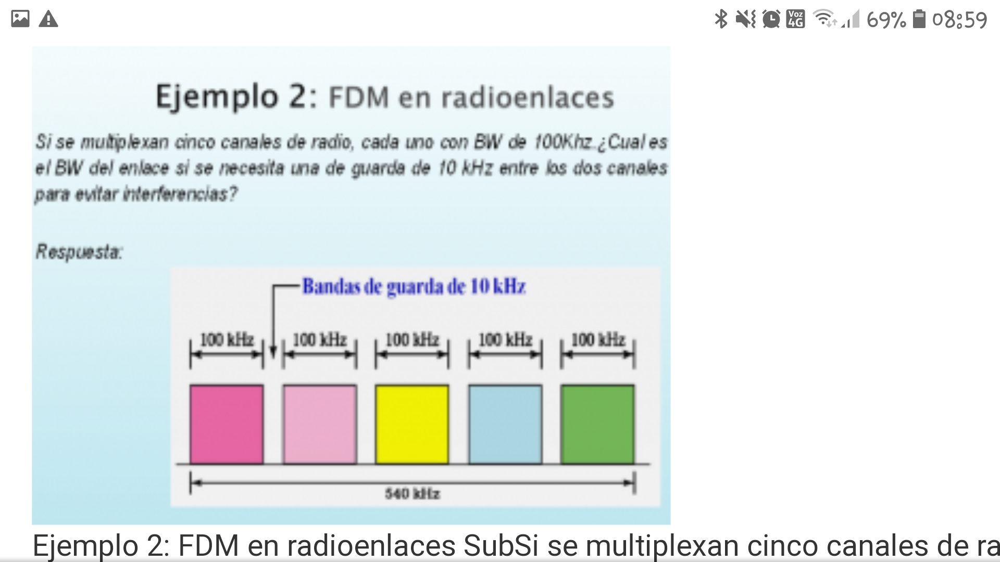 Voz 4G 69% 08:59
Ejemplo 2: FDM en radioenlaces
Si se multiplexan cinco canales de radio, cada uno con BW de 100Khz.¿Cual es
el BW del enlace si se necesita una de guarda de 10 kHz entre los dos canales
para evitar interferencias?
Respuesta:
Bandas de guarda de 10 kHz
100 kHz 100 kHz 100 kHz 100 kHz 100 kHz
540 kHz
Ejemplo 2: FDM en radioenlaces SubSi se multiplexan cinco canales de ra